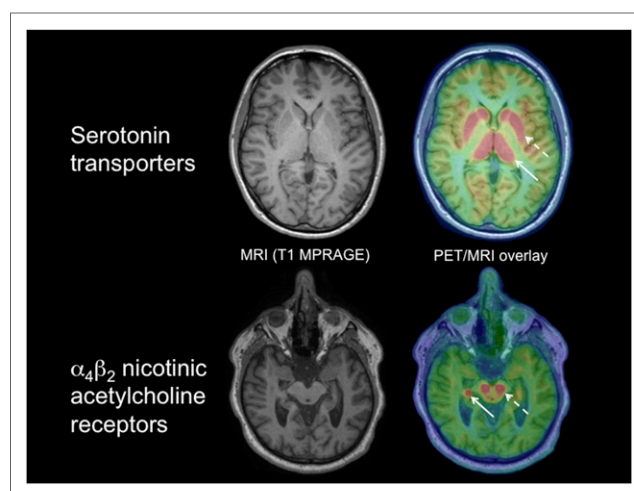 Serotonin
transporters
MRI (T1 MPRAGE)
PET/MRI overlay
α₄β₂ nicotinic
acetylcholine
receptors